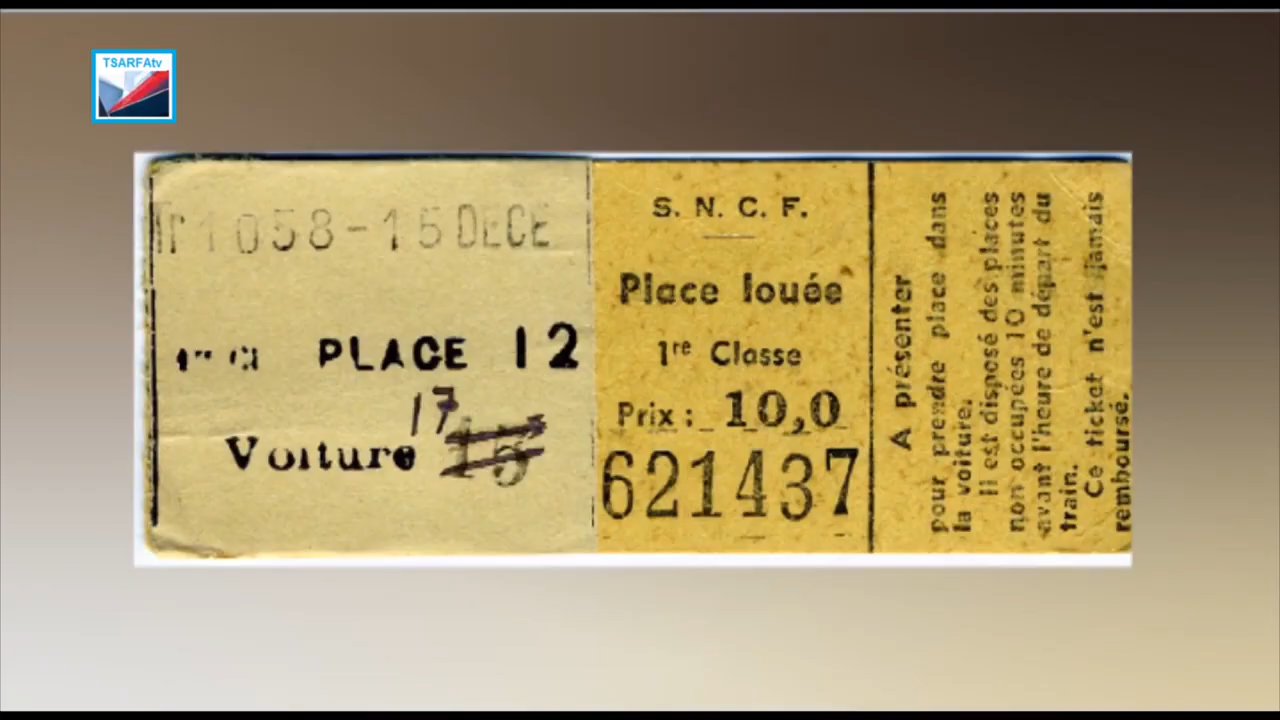 TSARFAtv
Tr 1058-15 DECE
1re Cl PLACE 12
17
Voiture 15
S. N. C. F.
Place louée
1re Classe
Prix : 10,0
621437
A présenter
pour prendre place dans
la voiture.
Il est disposé des places
non occupées 10 minutes
avant l'heure de départ du
train.
Ce ticket n'est jamais
remboursé.